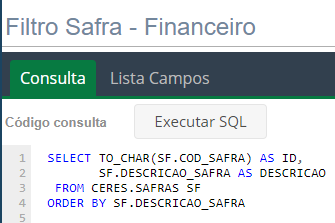 Filtro Safra - Financeiro
Consulta Lista Campos
Código consulta Executar SQL
1 SELECT TO_CHAR(SF.COD_SAFRA) AS ID,
2 SF.DESCRICAO_SAFRA AS DESCRICAO
3 FROM CERES.SAFRAS SF
4 ORDER BY SF.DESCRICAO_SAFRA
5